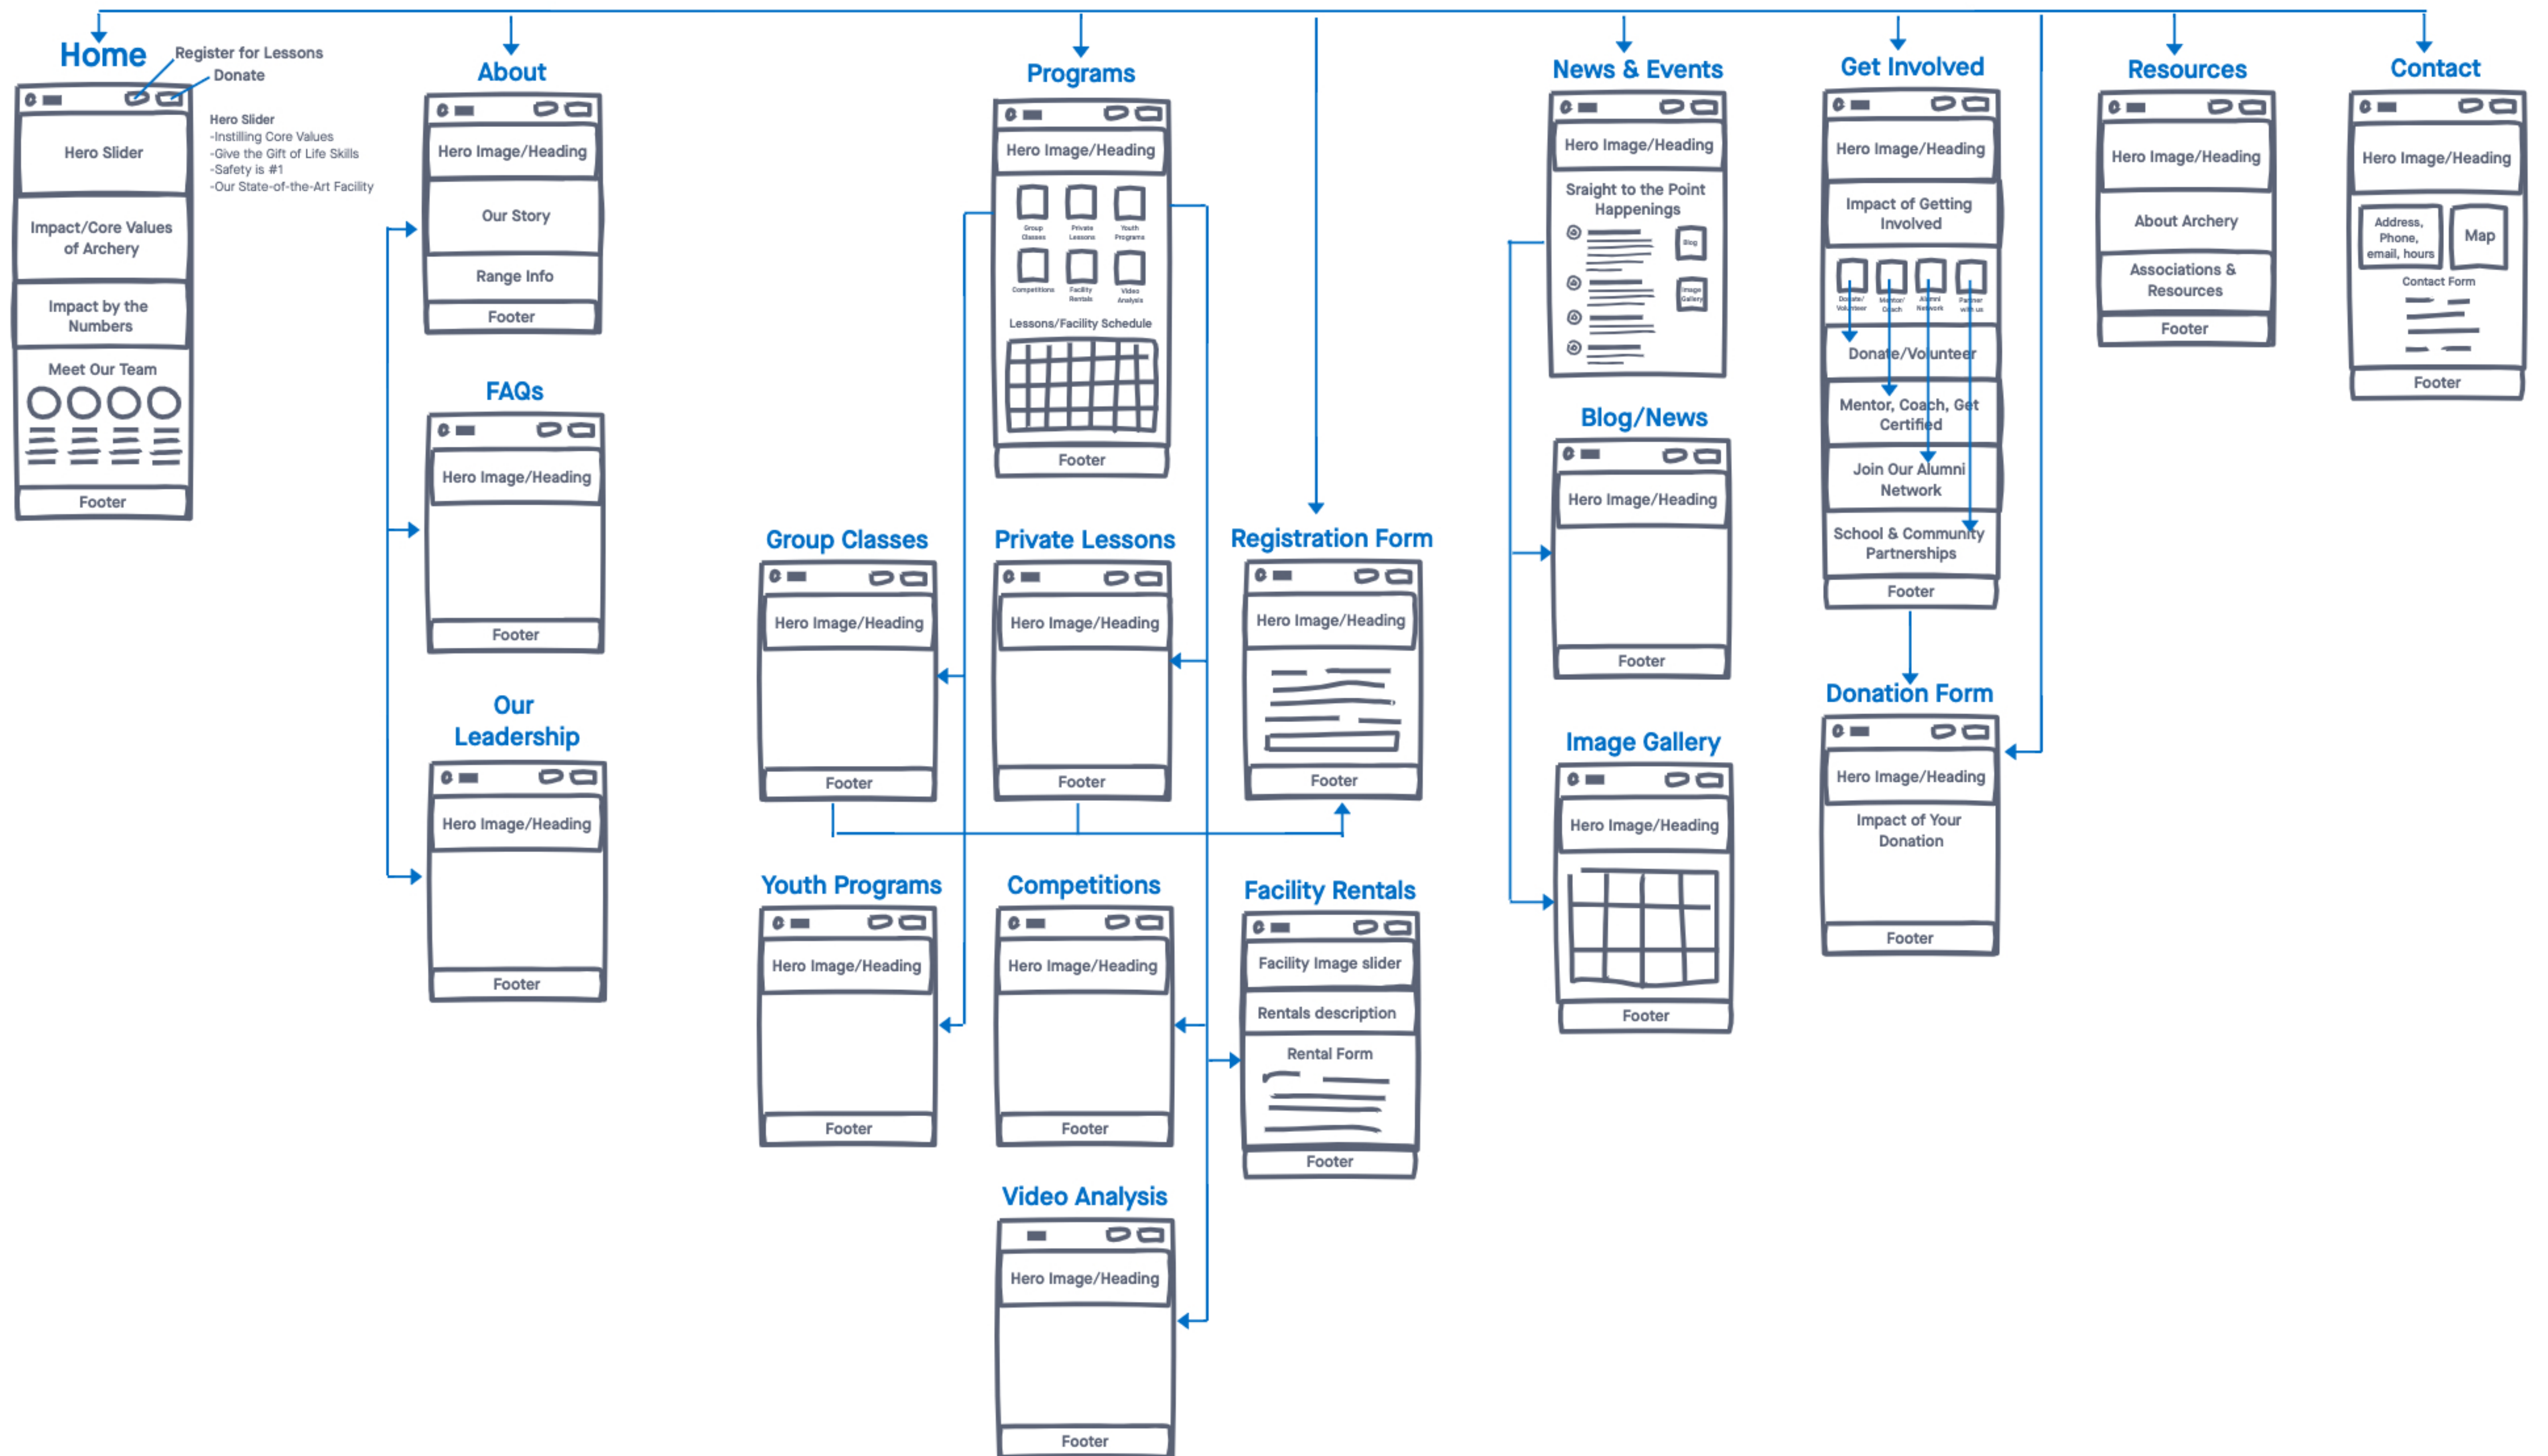 Home
Register for Lessons
Donate
Hero Slider
-Instilling Core Values
-Give the Gift of Life Skills
-Safety is #1
-Our State-of-the-Art Facility
Hero Slider
Impact/Core Values
of Archery
Impact by the
Numbers
Meet Our Team
Footer
About
Hero Image/Heading
Our Story
Range Info
Footer
FAQs
Hero Image/Heading
Footer
Our
Leadership
Hero Image/Heading
Footer
Programs
Hero Image/Heading
Group
Classes
Private
Lessons
Youth
Programs
Competitions
Facility
Rentals
Video
Analysis
Lessons/Facility Schedule
Footer
Group Classes
Hero Image/Heading
Footer
Private Lessons
Hero Image/Heading
Footer
Registration Form
Hero Image/Heading
Footer
Youth Programs
Hero Image/Heading
Footer
Competitions
Hero Image/Heading
Footer
Facility Rentals
Facility Image slider
Rentals description
Rental Form
Footer
Video Analysis
Hero Image/Heading
Footer
News & Events
Hero Image/Heading
Sraight to the Point
Happenings
Blog
Image
Gallery
Blog/News
Hero Image/Heading
Footer
Image Gallery
Hero Image/Heading
Footer
Get Involved
Hero Image/Heading
Impact of Getting
Involved
Donate/
Volunteer
Mentor/
Coach
Alumni
Network
Partner
with us
Donate/Volunteer
Mentor, Coach, Get
Certified
Join Our Alumni
Network
School & Community
Partnerships
Footer
Donation Form
Hero Image/Heading
Impact of Your
Donation
Footer
Resources
Hero Image/Heading
About Archery
Associations &
Resources
Footer
Contact
Hero Image/Heading
Address,
Phone,
email, hours
Map
Contact Form
Footer